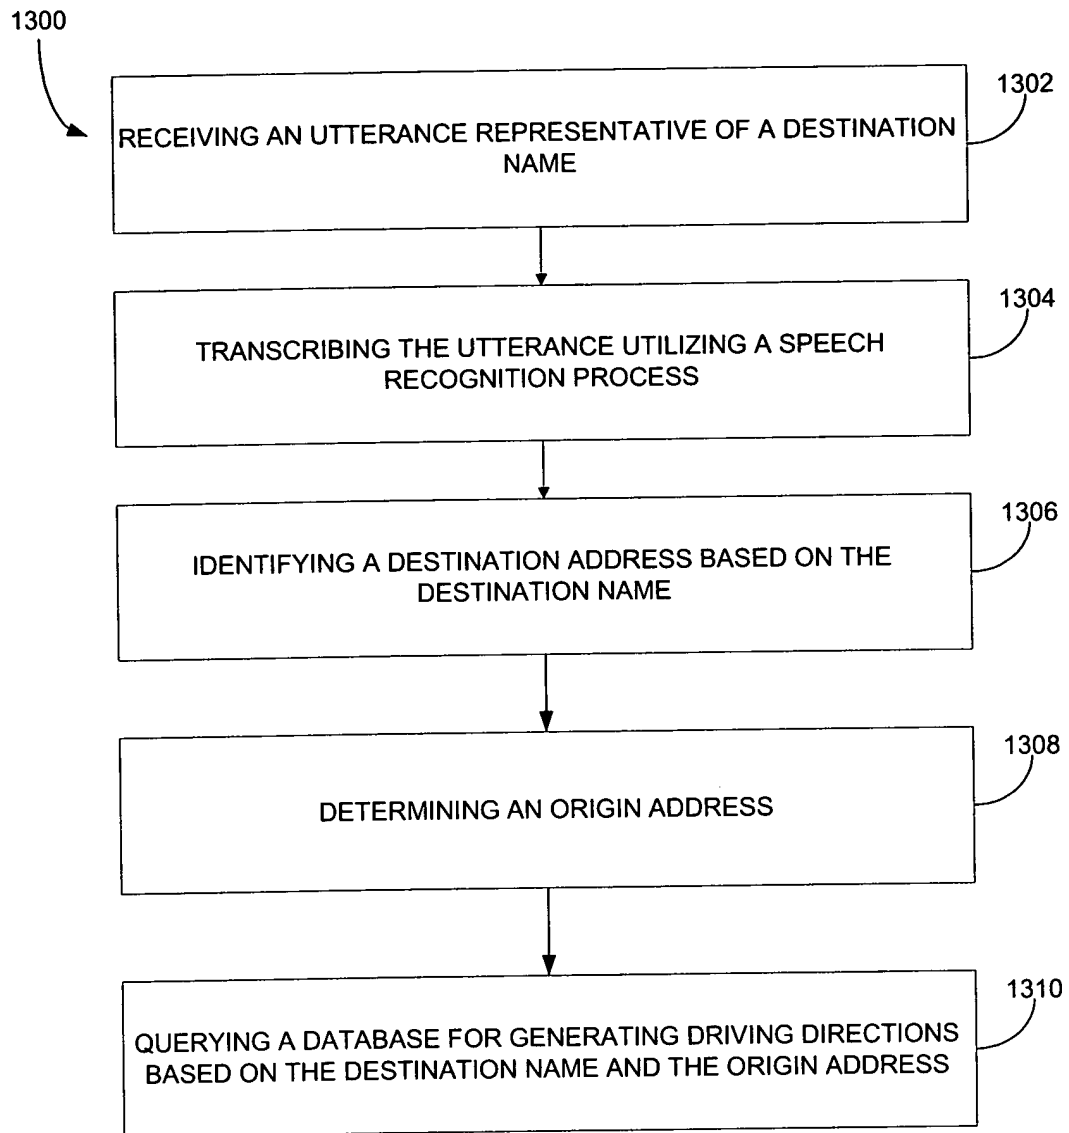 1300
1302
RECEIVING AN UTTERANCE REPRESENTATIVE OF A DESTINATION
NAME
1304
TRANSCRIBING THE UTTERANCE UTILIZING A SPEECH
RECOGNITION PROCESS
1306
IDENTIFYING A DESTINATION ADDRESS BASED ON THE
DESTINATION NAME
1308
DETERMINING AN ORIGIN ADDRESS
1310
QUERYING A DATABASE FOR GENERATING DRIVING DIRECTIONS
BASED ON THE DESTINATION NAME AND THE ORIGIN ADDRESS